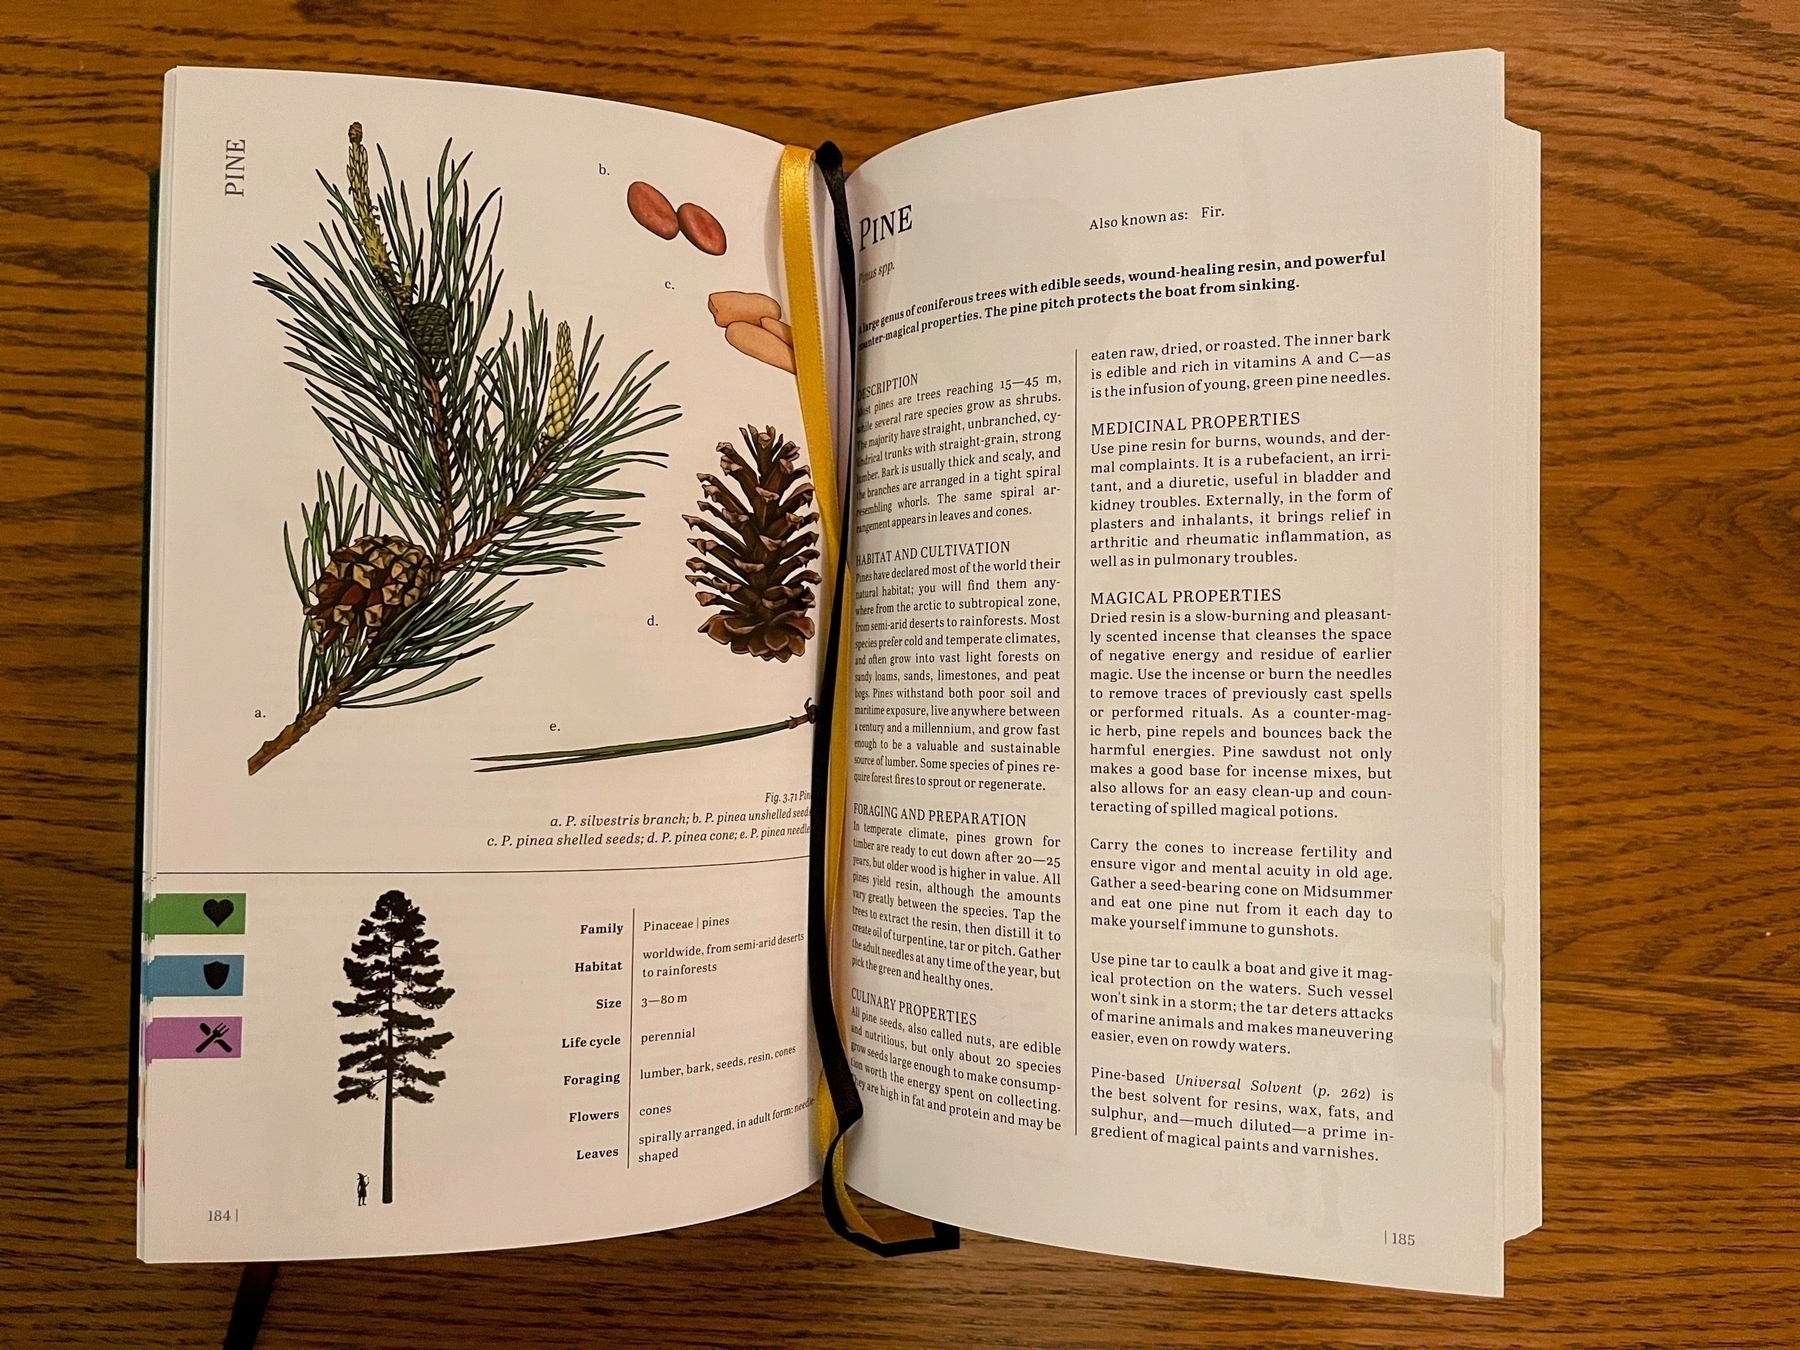 PINE
b.
c.
d.
a.
e.
Fig. 3.71 Pin
a. P. silvestris branch; b. P. pinea unshelled seeds
c. P. pinea shelled seeds; d. P. pinea cone; e. P. pinea needle
Family Pinaceae | pines
Habitat worldwide, from semi-arid deserts
to rainforests
Size 3—80 m
Life cycle perennial
Foraging lumber, bark, seeds, resin, cones
Flowers cones
Leaves spirally arranged, in adult form: needle
shaped
184 |
PINE
Also known as: Fir.
Pinus spp.
A large genus of coniferous trees with edible seeds, wound-healing resin, and powerful
counter-magical properties. The pine pitch protects the boat from sinking.
DESCRIPTION
Most pines are trees reaching 15—45 m,
while several rare species grow as shrubs.
The majority have straight, unbranched, cy-
lindrical trunks with straight-grain, strong
lumber. Bark is usually thick and scaly, and
the branches are arranged in a tight spiral
resembling whorls. The same spiral ar-
rangement appears in leaves and cones.
HABITAT AND CULTIVATION
Pines have declared most of the world their
natural habitat; you will find them any-
where from the arctic to subtropical zone,
from semi-arid deserts to rainforests. Most
species prefer cold and temperate climates,
and often grow into vast light forests on
sandy loams, sands, limestones, and peat
bogs. Pines withstand both poor soil and
maritime exposure, live anywhere between
a century and a millennium, and grow fast
enough to be a valuable and sustainable
source of lumber. Some species of pines re-
quire forest fires to sprout or regenerate.
FORAGING AND PREPARATION
In temperate climate, pines grown for
timber are ready to cut down after 20—25
years, but older wood is higher in value. All
pines yield resin, although the amounts
vary greatly between the species. Tap the
trees to extract the resin, then distill it to
create oil of turpentine, tar or pitch. Gather
the adult needles at any time of the year, but
pick the green and healthy ones.
CULINARY PROPERTIES
All pine seeds, also called nuts, are edible
and nutritious, but only about 20 species
grow seeds large enough to make consump-
tion worth the energy spent on collecting.
They are high in fat and protein and may be
eaten raw, dried, or roasted. The inner bark
is edible and rich in vitamins A and C—as
is the infusion of young, green pine needles.
MEDICINAL PROPERTIES
Use pine resin for burns, wounds, and der-
mal complaints. It is a rubefacient, an irri-
tant, and a diuretic, useful in bladder and
kidney troubles. Externally, in the form of
plasters and inhalants, it brings relief in
arthritic and rheumatic inflammation, as
well as in pulmonary troubles.
MAGICAL PROPERTIES
Dried resin is a slow-burning and pleasant-
ly scented incense that cleanses the space
of negative energy and residue of earlier
magic. Use the incense or burn the needles
to remove traces of previously cast spells
or performed rituals. As a counter-mag-
ic herb, pine repels and bounces back the
harmful energies. Pine sawdust not only
makes a good base for incense mixes, but
also allows for an easy clean-up and coun-
teracting of spilled magical potions.
Carry the cones to increase fertility and
ensure vigor and mental acuity in old age.
Gather a seed-bearing cone on Midsummer
and eat one pine nut from it each day to
make yourself immune to gunshots.
Use pine tar to caulk a boat and give it mag-
ical protection on the waters. Such vessel
won't sink in a storm; the tar deters attacks
of marine animals and makes maneuvering
easier, even on rowdy waters.
Pine-based Universal Solvent (p. 262) is
the best solvent for resins, wax, fats, and
sulphur, and—much diluted—a prime in-
gredient of magical paints and varnishes.
| 185